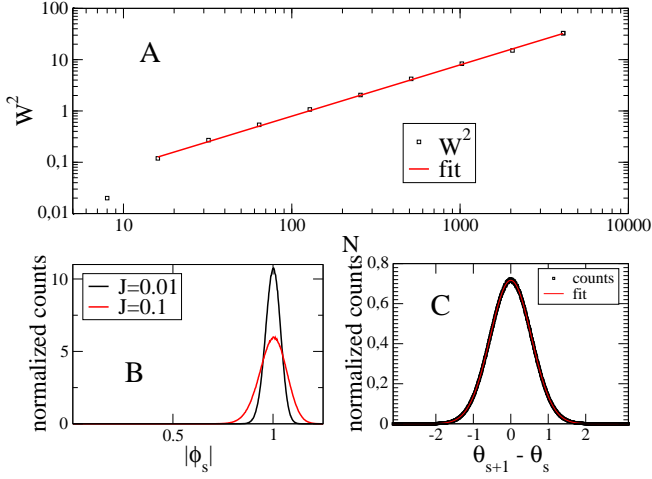 100
10
1
0,1
0,01
W²
A
W²
fit
10
100
1000
10000
N
normalized counts
10
5
0
J=0.01
J=0.1
B
0.5
1
|ϕₛ|
normalized counts
0,8
0,6
0,4
0,2
0
C
counts
fit
-2
-1
0
1
2
θₛ₊₁ - θₛ